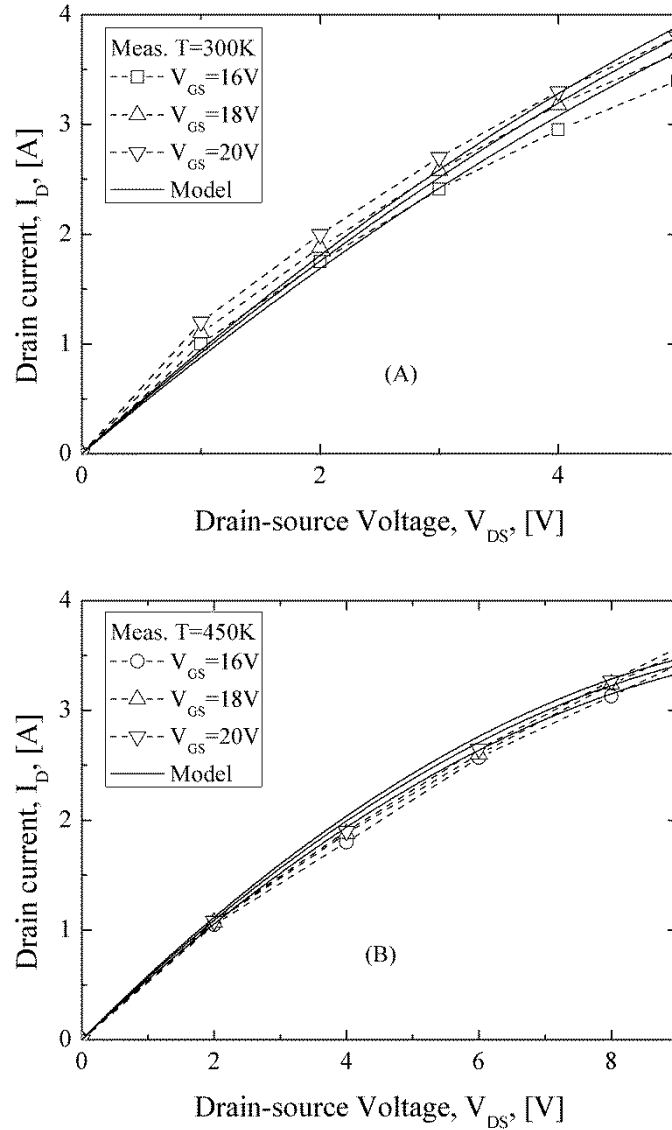 4
3
2
1
0
Drain current, I_D, [A]
Meas. T=300K
V_GS=16V
V_GS=18V
V_GS=20V
Model
(A)
0 2 4
Drain-source Voltage, V_DS, [V]
4
3
2
1
0
Drain current, I_D, [A]
Meas. T=450K
V_GS=16V
V_GS=18V
V_GS=20V
Model
(B)
0 2 4 6 8
Drain-source Voltage, V_DS, [V]